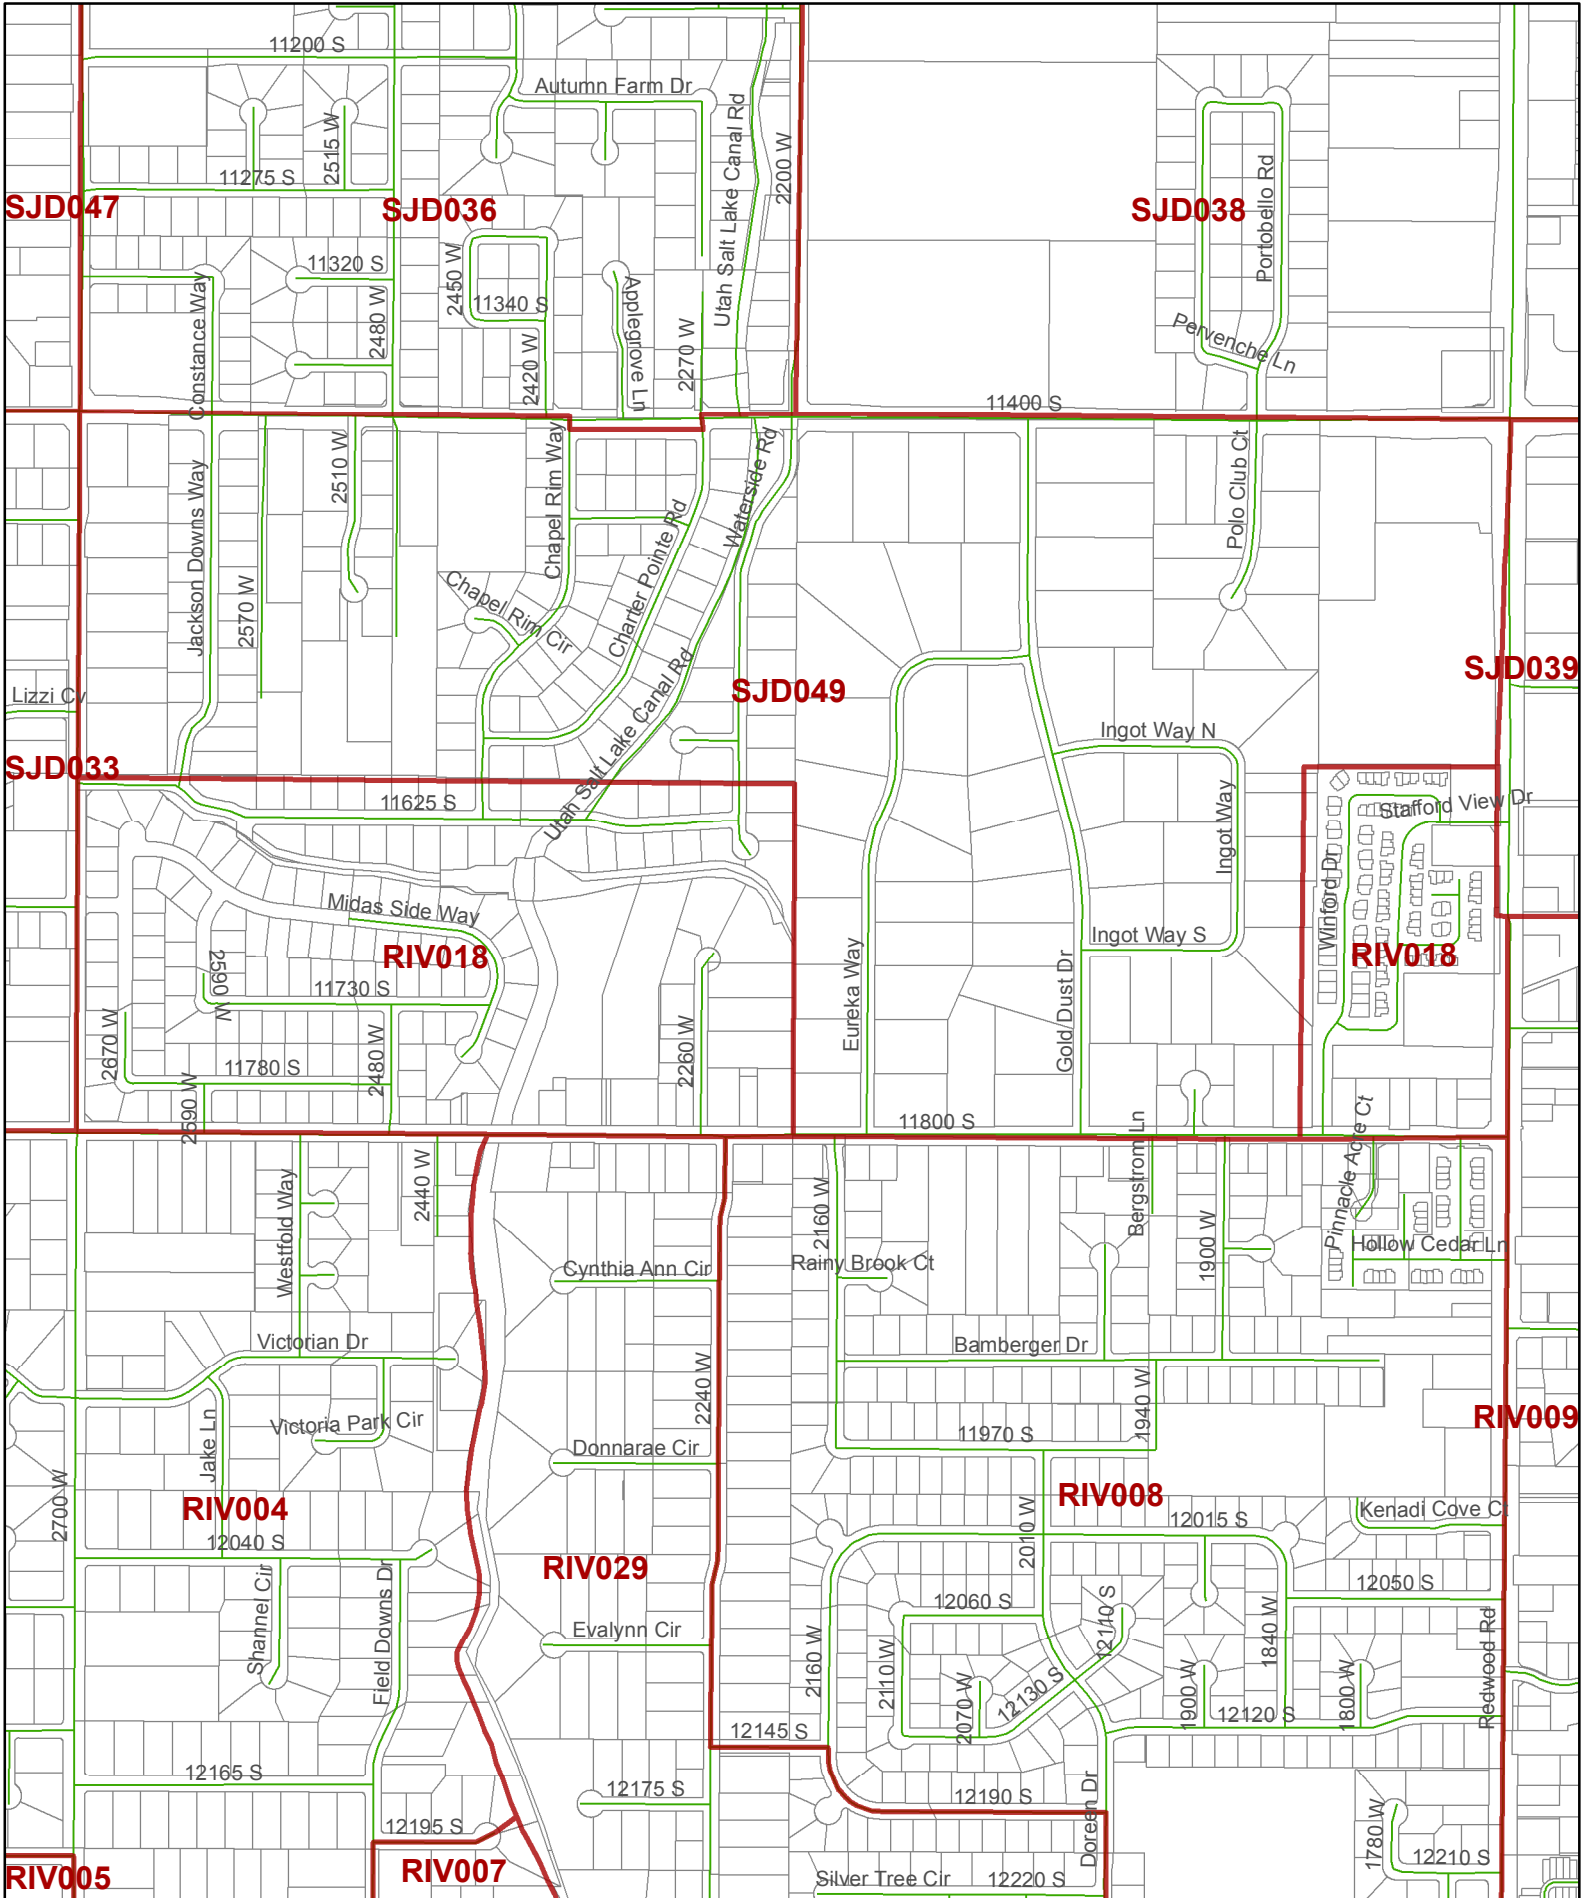 11200 S
Autumn Farm Dr
2515 W
11275 S
Utah Salt Lake Canal Rd
2200 W
Portobello Rd
SJD047
SJD036
SJD038
11320 S
2450 W
11340 S
Constance Way
2480 W
2420 W
Applegrove Ln
2270 W
Pervenche Ln
11400 S
Jackson Downs Way
2570 W
2510 W
Chapel Rim Way
Chapel Rim Cir
Charter Pointe Rd
Waterside Rd
Polo Club Ct
Utah Salt Lake Canal Rd
Lizzi Cv
SJD049
SJD039
Ingot Way N
SJD033
11625 S
Ingot Way
Stafford View Dr
Winford Dr
Midas Side Way
RIV018
2590 W
11730 S
Eureka Way
Gold Dust Dr
Ingot Way S
RIV018
2670 W
11780 S
2480 W
2260 W
2590 W
11800 S
Bergstrom Ln
Pinnacle Acre Ct
Westfold Way
2440 W
2160 W
1900 W
Cynthia Ann Cir
Rainy Brook Ct
Hollow Cedar Ln
Victorian Dr
Bamberger Dr
2240 W
1940 W
Jake Ln
Victoria Park Cir
Donnarae Cir
11970 S
RIV009
2700 W
RIV004
RIV008
12040 S
2010 W
12015 S
Kenadi Cove Ct
Shannel Cir
Field Downs Dr
RIV029
12060 S
12110 S
12050 S
Evalynn Cir
2160 W
2110 W
2070 W
12130 S
1900 W
1840 W
1800 W
Redwood Rd
12145 S
12120 S
12165 S
12175 S
12190 S
Doreen Dr
12195 S
1780 W
RIV005
RIV007
Silver Tree Cir
12220 S
12210 S